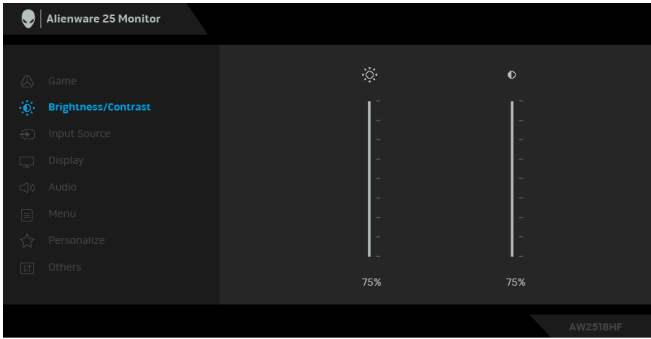 Alienware 25 Monitor
Game
Brightness/Contrast
Input Source
Display
Audio
Menu
Personalize
Others
75% 75%
AW2518HF